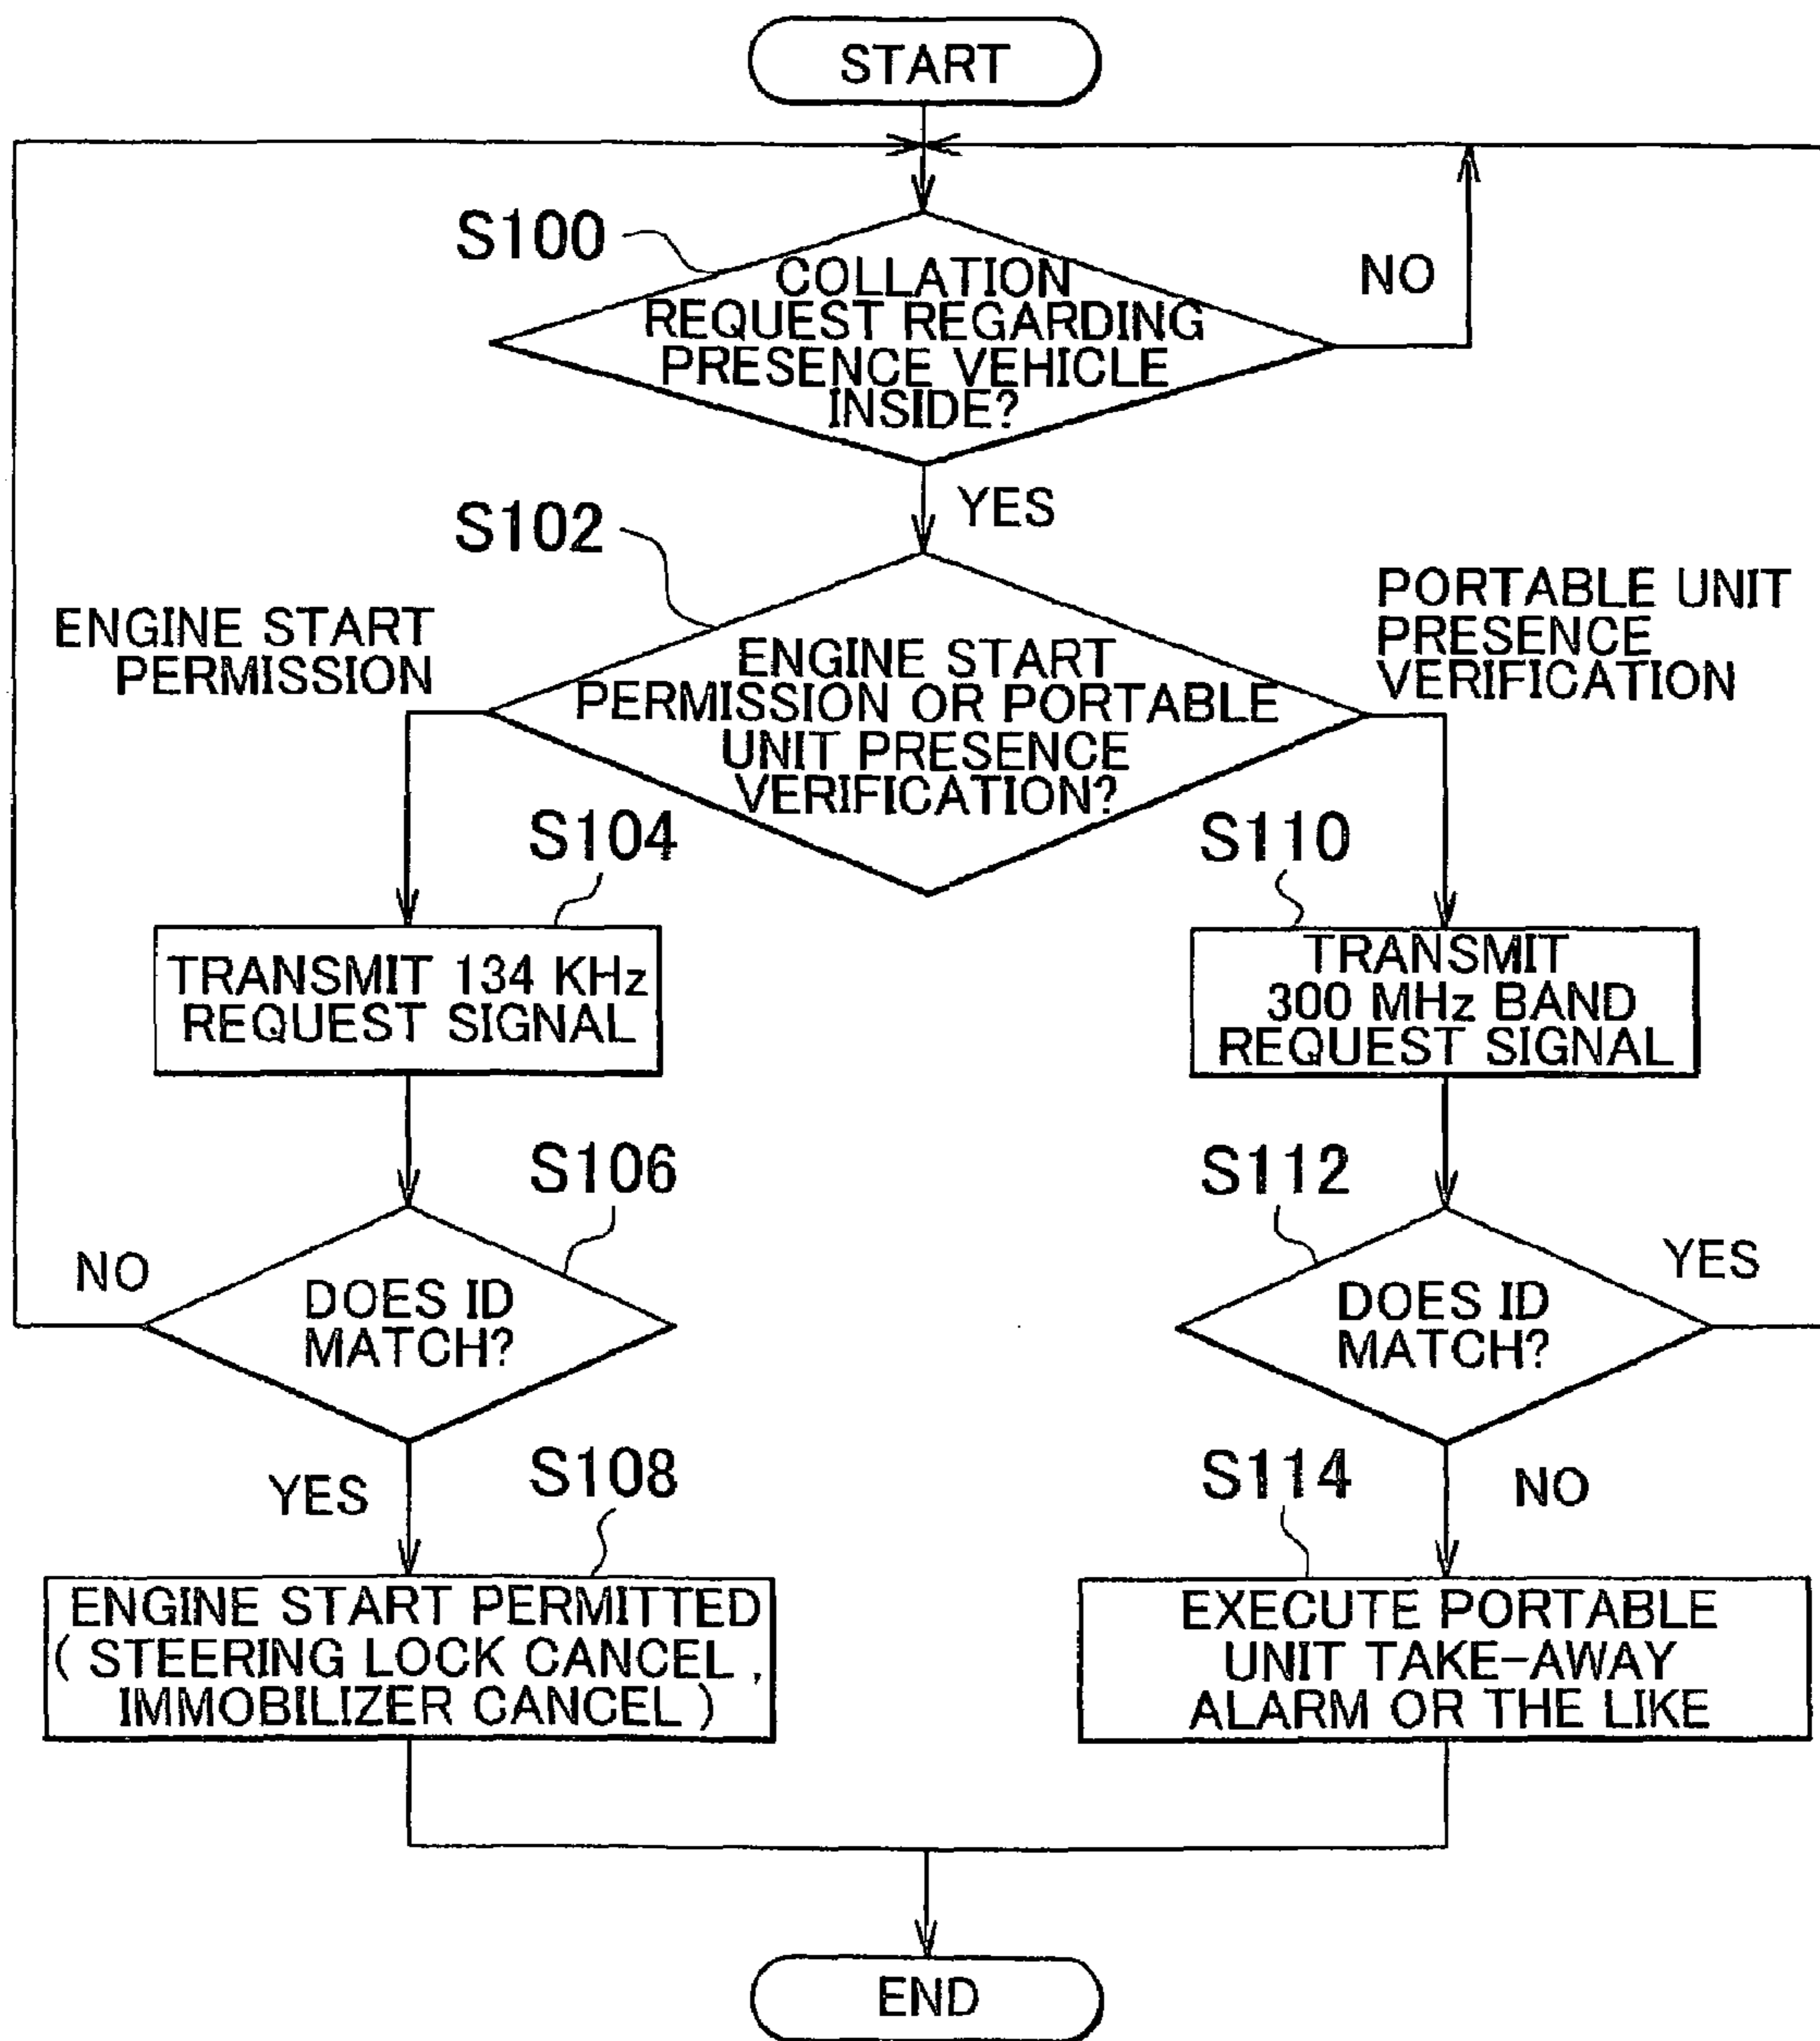 START
S100
COLLATION
REQUEST REGARDING
PRESENCE VEHICLE
INSIDE?
NO
YES
S102
ENGINE START
PERMISSION
ENGINE START
PERMISSION OR PORTABLE
UNIT PRESENCE
VERIFICATION?
PORTABLE UNIT
PRESENCE
VERIFICATION
S104
TRANSMIT 134 KHz
REQUEST SIGNAL
S110
TRANSMIT
300 MHz BAND
REQUEST SIGNAL
S106
NO
DOES ID
MATCH?
YES
S112
YES
DOES ID
MATCH?
NO
S108
ENGINE START PERMITTED
( STEERING LOCK CANCEL ,
IMMOBILIZER CANCEL )
S114
EXECUTE PORTABLE
UNIT TAKE-AWAY
ALARM OR THE LIKE
END